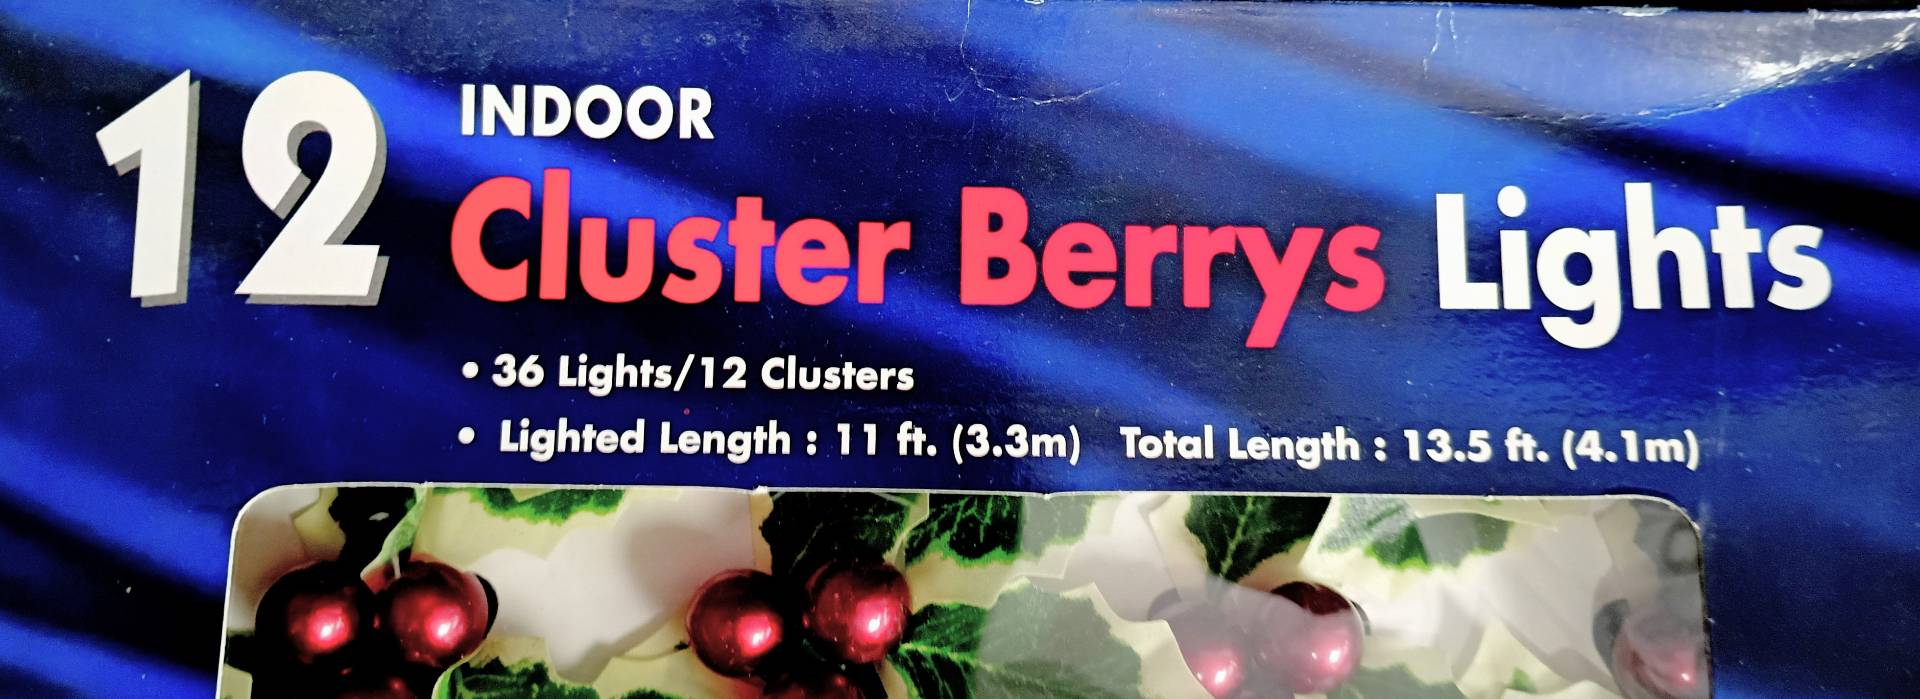 12 INDOOR
Cluster Berrys Lights
• 36 Lights/12 Clusters
• Lighted Length : 11 ft. (3.3m) Total Length : 13.5 ft. (4.1m)